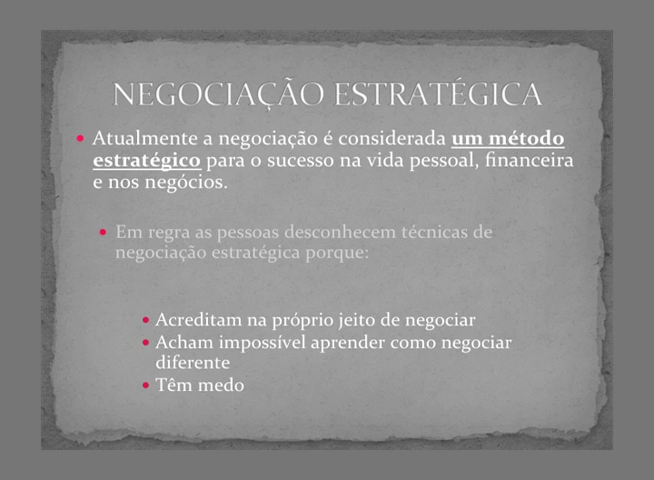 NEGOCIAÇÃO ESTRATÉGICA
• Atualmente a negociação é considerada um método
estratégico para o sucesso na vida pessoal, financeira
e nos negócios.
• Em regra as pessoas desconhecem técnicas de
negociação estratégica porque:
• Acreditam na próprio jeito de negociar
• Acham impossível aprender como negociar
diferente
• Têm medo